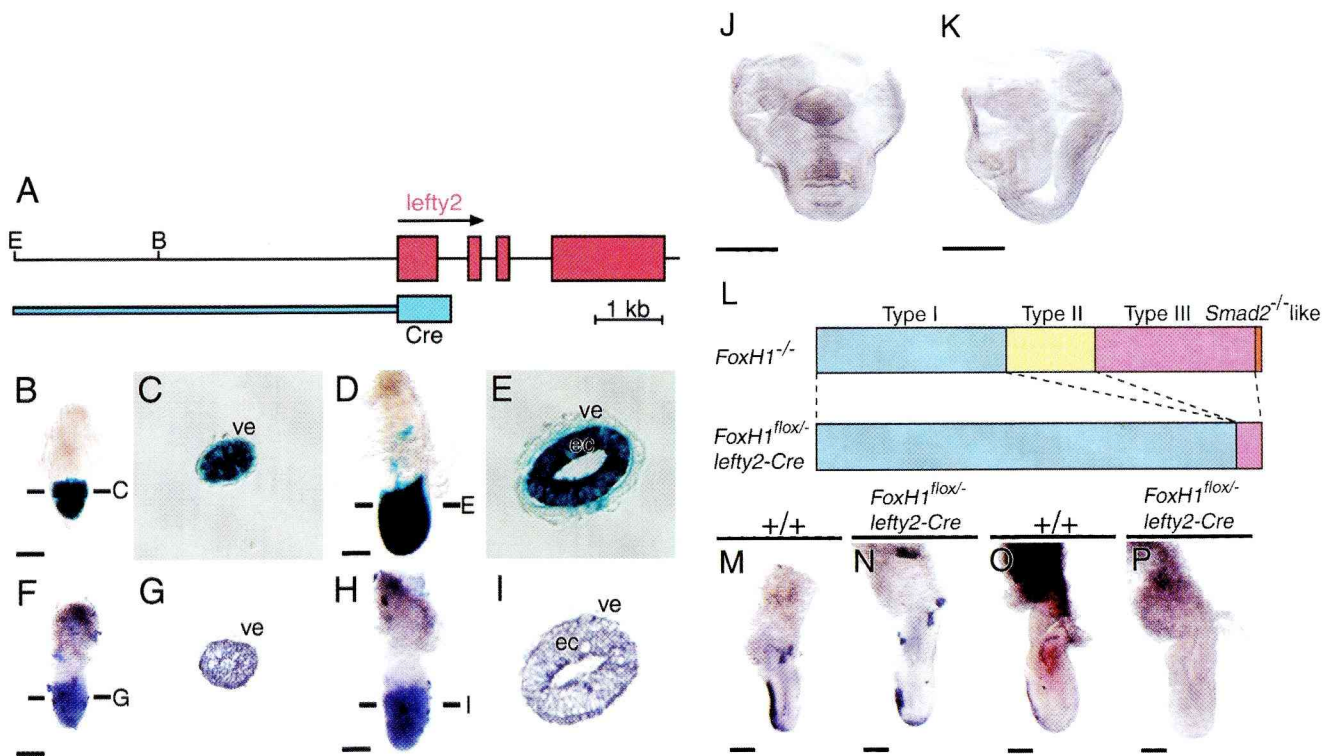 A
lefty2
E
B
Cre
1 kb
B
C
ve
C
D
E
ve
ec
E
F
G
ve
G
H
I
ve
ec
I
J
K
L
Type I
Type II
Type III
Smad2-/- like
FoxH1-/-
FoxH1flox/-
lefty2-Cre
+/+
FoxH1flox/-
lefty2-Cre
+/+
FoxH1flox/-
lefty2-Cre
M
N
O
P